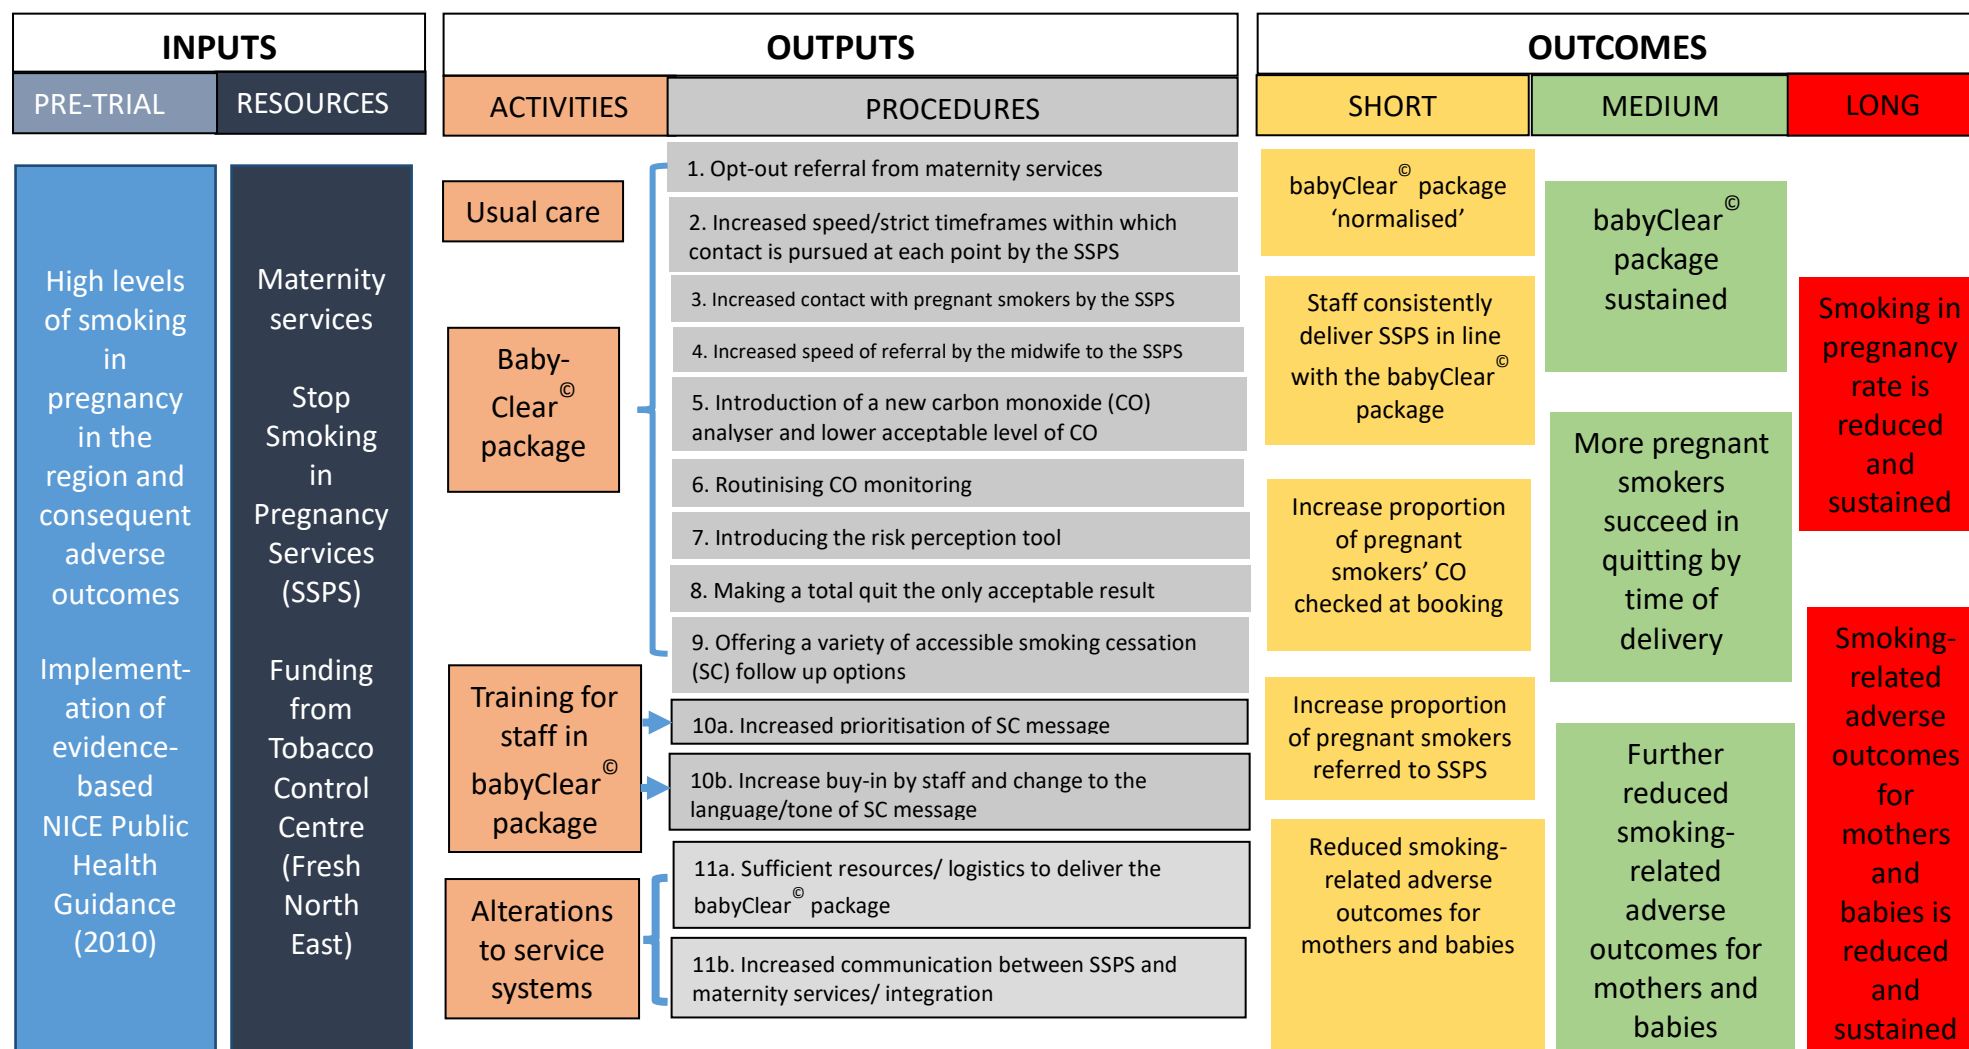 INPUTS
OUTPUTS
OUTCOMES
PRE-TRIAL
RESOURCES
ACTIVITIES
PROCEDURES
SHORT
MEDIUM
LONG
High levels
of smoking
in
pregnancy
in the
region and
consequent
adverse
outcomes
Implement-
ation of
evidence-
based
NICE Public
Health
Guidance
(2010)
Maternity
services
Stop
Smoking
in
Pregnancy
Services
(SSPS)
Funding
from
Tobacco
Control
Centre
(Fresh
North
East)
Usual care
Baby-
Clear©
package
Training for
staff in
babyClear©
package
Alterations
to service
systems
1. Opt-out referral from maternity services
2. Increased speed/strict timeframes within which
contact is pursued at each point by the SSPS
3. Increased contact with pregnant smokers by the SSPS
4. Increased speed of referral by the midwife to the SSPS
5. Introduction of a new carbon monoxide (CO)
analyser and lower acceptable level of CO
6. Routinising CO monitoring
7. Introducing the risk perception tool
8. Making a total quit the only acceptable result
9. Offering a variety of accessible smoking cessation
(SC) follow up options
10a. Increased prioritisation of SC message
10b. Increase buy-in by staff and change to the
language/tone of SC message
11a. Sufficient resources/ logistics to deliver the
babyClear© package
11b. Increased communication between SSPS and
maternity services/ integration
babyClear© package
‘normalised’
Staff consistently
deliver SSPS in line
with the babyClear©
package
Increase proportion
of pregnant
smokers’ CO
checked at booking
Increase proportion
of pregnant smokers
referred to SSPS
Reduced smoking-
related adverse
outcomes for
mothers and babies
babyClear©
package
sustained
More pregnant
smokers
succeed in
quitting by
time of
delivery
Further
reduced
smoking-
related
adverse
outcomes for
mothers and
babies
Smoking in
pregnancy
rate is
reduced
and
sustained
Smoking-
related
adverse
outcomes
for
mothers
and
babies is
reduced
and
sustained